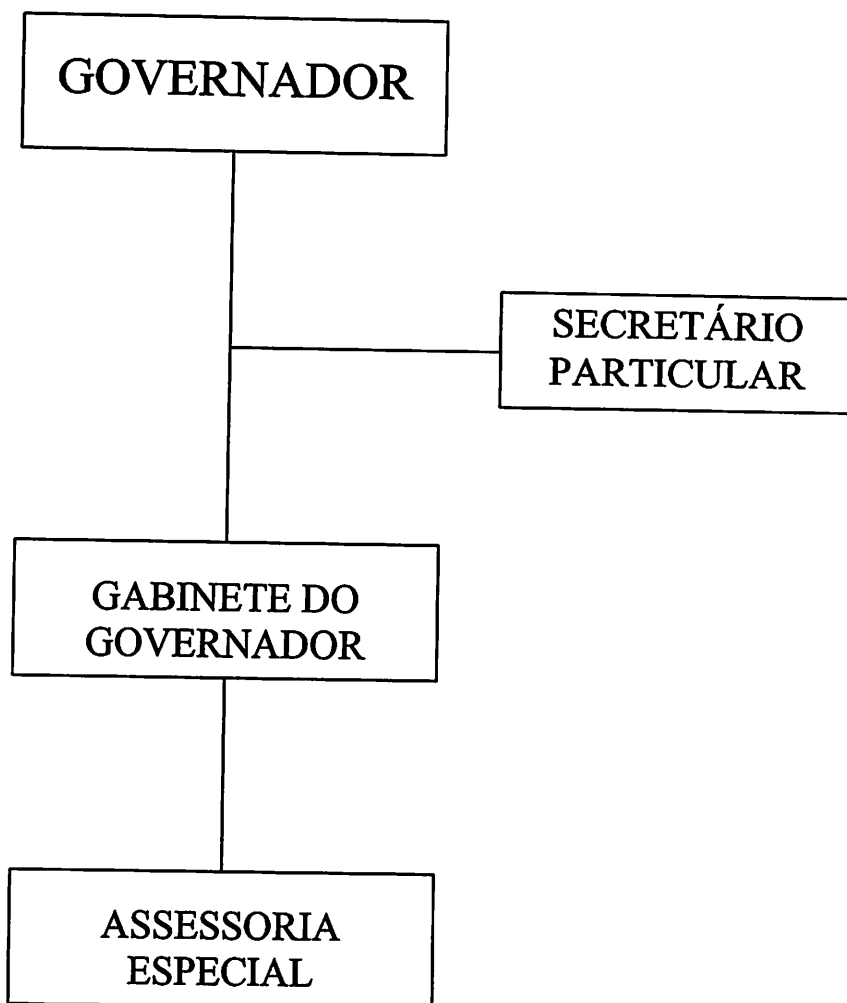 GOVERNADOR
SECRETÁRIO
PARTICULAR
GABINETE DO
GOVERNADOR
ASSESSORIA
ESPECIAL